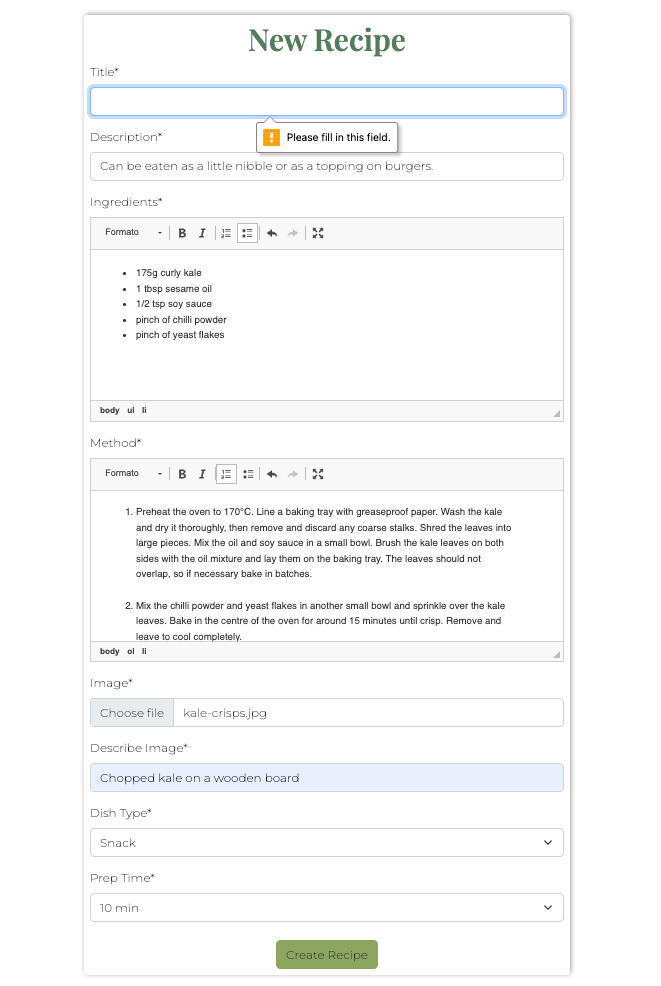 New Recipe
Title*
Please fill in this field.
Description*
Can be eaten as a little nibble or as a topping on burgers.
Ingredients*
Formato
B I
175g curly kale
1 tbsp sesame oil
1/2 tsp soy sauce
pinch of chilli powder
pinch of yeast flakes
body ul li
Method*
Formato
B I
1. Preheat the oven to 170°C. Line a baking tray with greaseproof paper. Wash the kale
and dry it thoroughly, then remove and discard any coarse stalks. Shred the leaves into
large pieces. Mix the oil and soy sauce in a small bowl. Brush the kale leaves on both
sides with the oil mixture and lay them on the baking tray. The leaves should not
overlap, so if necessary bake in batches.
2. Mix the chilli powder and yeast flakes in another small bowl and sprinkle over the kale
leaves. Bake in the centre of the oven for around 15 minutes until crisp. Remove and
leave to cool completely.
body ol li
Image*
Choose file kale-crisps.jpg
Describe Image*
Chopped kale on a wooden board
Dish Type*
Snack
Prep Time*
10 min
Create Recipe